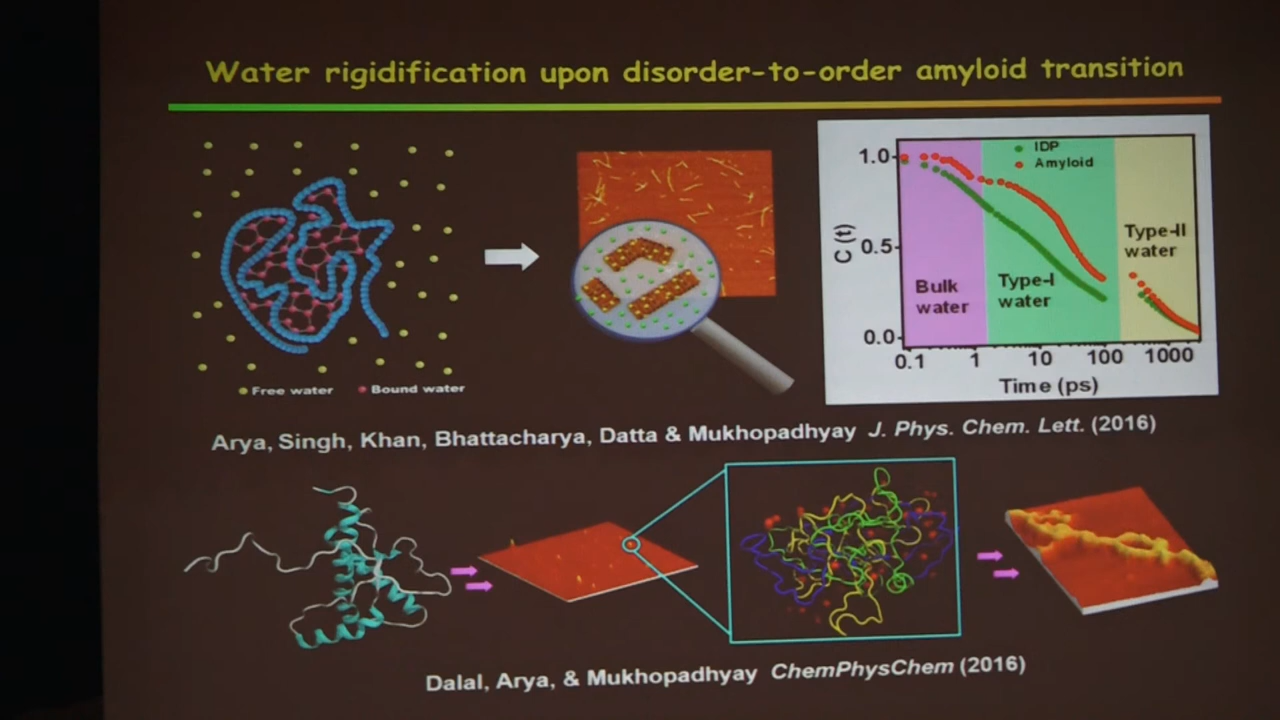 Water rigidification upon disorder-to-order amyloid transition
IDP
Amyloid
1.0
0.5
0.0
C (t)
Bulk
water
Type-I
water
Type-II
water
0.1 1 10 100 1000
Time (ps)
Free water Bound water
Arya, Singh, Khan, Bhattacharya, Datta & Mukhopadhyay J. Phys. Chem. Lett. (2016)
Dalal, Arya, & Mukhopadhyay ChemPhysChem (2016)